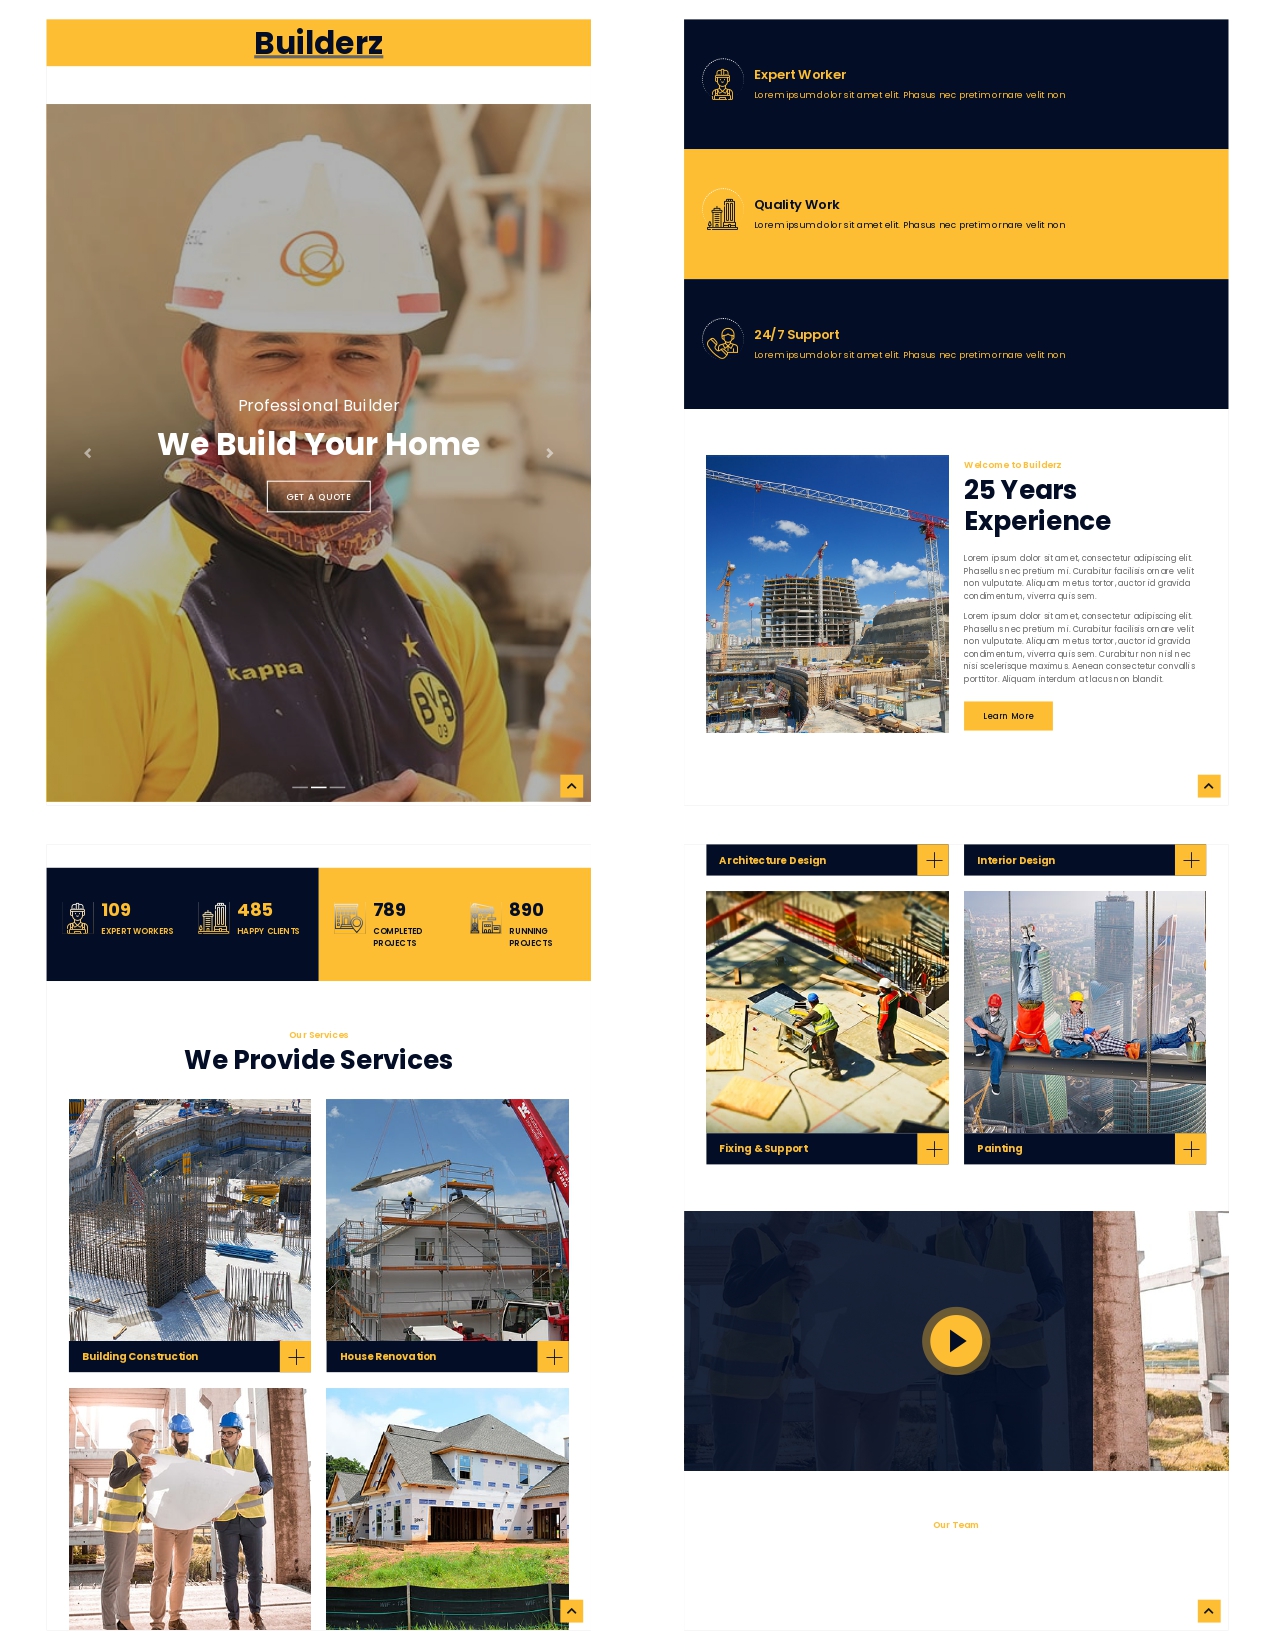 Builderz
Professional Builder
We Build Your Home
GET A QUOTE
Kappa
BVB
09
Expert Worker
Lorem ipsum dolor sit amet elit. Phasus nec pretim ornare velit non
Quality Work
Lorem ipsum dolor sit amet elit. Phasus nec pretim ornare velit non
24/7 Support
Lorem ipsum dolor sit amet elit. Phasus nec pretim ornare velit non
Welcome to Builderz
25 Years
Experience
Lorem ipsum dolor sit amet, consectetur adipiscing elit.
Phasellus nec pretium mi. Curabitur facilisis ornare velit
non vulputate. Aliquam metus tortor, auctor id gravida
condimentum, viverra quis sem.
Lorem ipsum dolor sit amet, consectetur adipiscing elit.
Phasellus nec pretium mi. Curabitur facilisis ornare velit
non vulputate. Aliquam metus tortor, auctor id gravida
condimentum, viverra quis sem. Curabitur non nisl nec
nisi scelerisque maximus. Aenean consectetur convallis
porttitor. Aliquam interdum at lacus non blandit.
Learn More
109
EXPERT WORKERS
485
HAPPY CLIENTS
789
COMPLETED
PROJECTS
890
RUNNING
PROJECTS
Our Services
We Provide Services
Building Construction
House Renovation
Architecture Design
Interior Design
Fixing & Support
Painting
Our Team